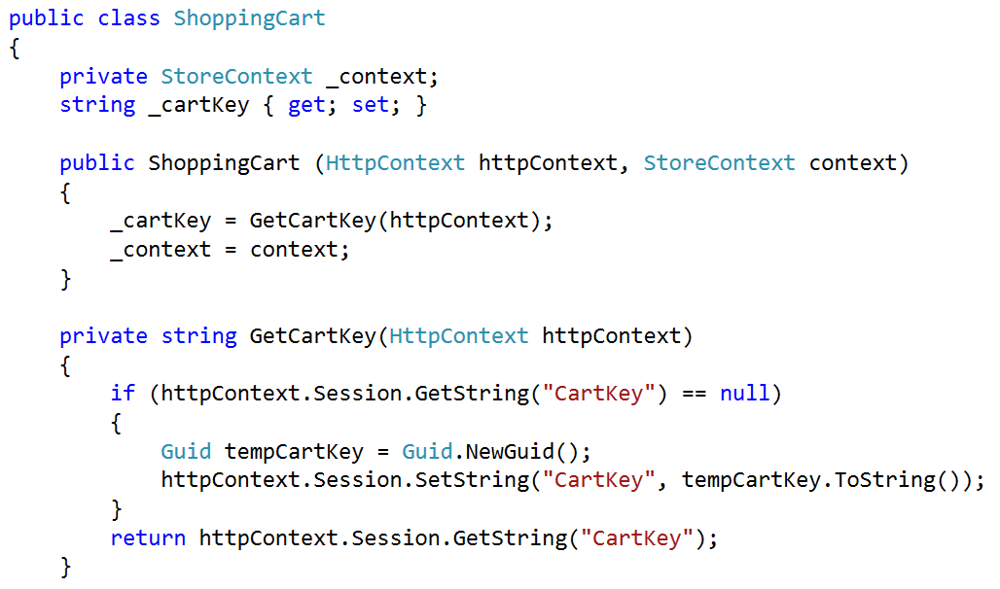 public class ShoppingCart
{
    private StoreContext _context;
    string _cartKey { get; set; }

    public ShoppingCart (HttpContext httpContext, StoreContext context)
    {
        _cartKey = GetCartKey(httpContext);
        _context = context;
    }

    private string GetCartKey(HttpContext httpContext)
    {
        if (httpContext.Session.GetString("CartKey") == null)
        {
            Guid tempCartKey = Guid.NewGuid();
            httpContext.Session.SetString("CartKey", tempCartKey.ToString());
        }
        return httpContext.Session.GetString("CartKey");
    }